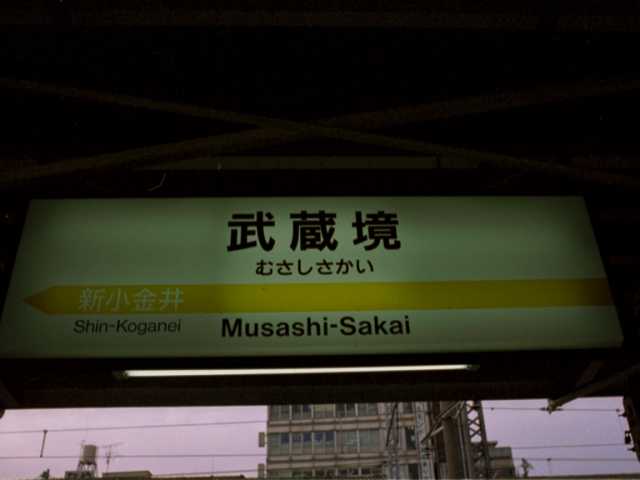 武蔵境
むさしさかい
新小金井
Shin-Koganei
Musashi-Sakai